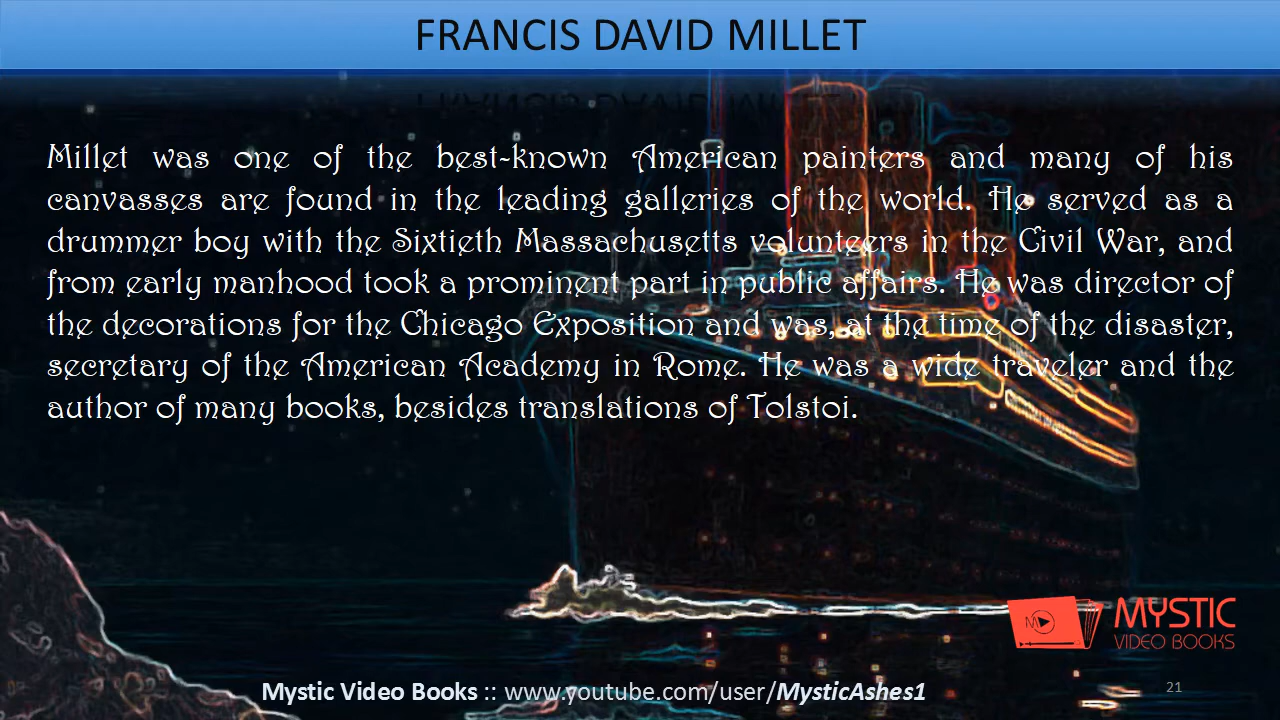 FRANCIS DAVID MILLET
Millet was one of the best-known American painters and many of his
canvasses are found in the leading galleries of the world. He served as a
drummer boy with the Sixtieth Massachusetts volunteers in the Civil War, and
from early manhood took a prominent part in public affairs. He was director of
the decorations for the Chicago Exposition and was, at the time of the disaster,
secretary of the American Academy in Rome. He was a wide traveler and the
author of many books, besides translations of Tolstoi.
MYSTIC
VIDEO BOOKS
Mystic Video Books :: www.youtube.com/user/MysticAshes1
21